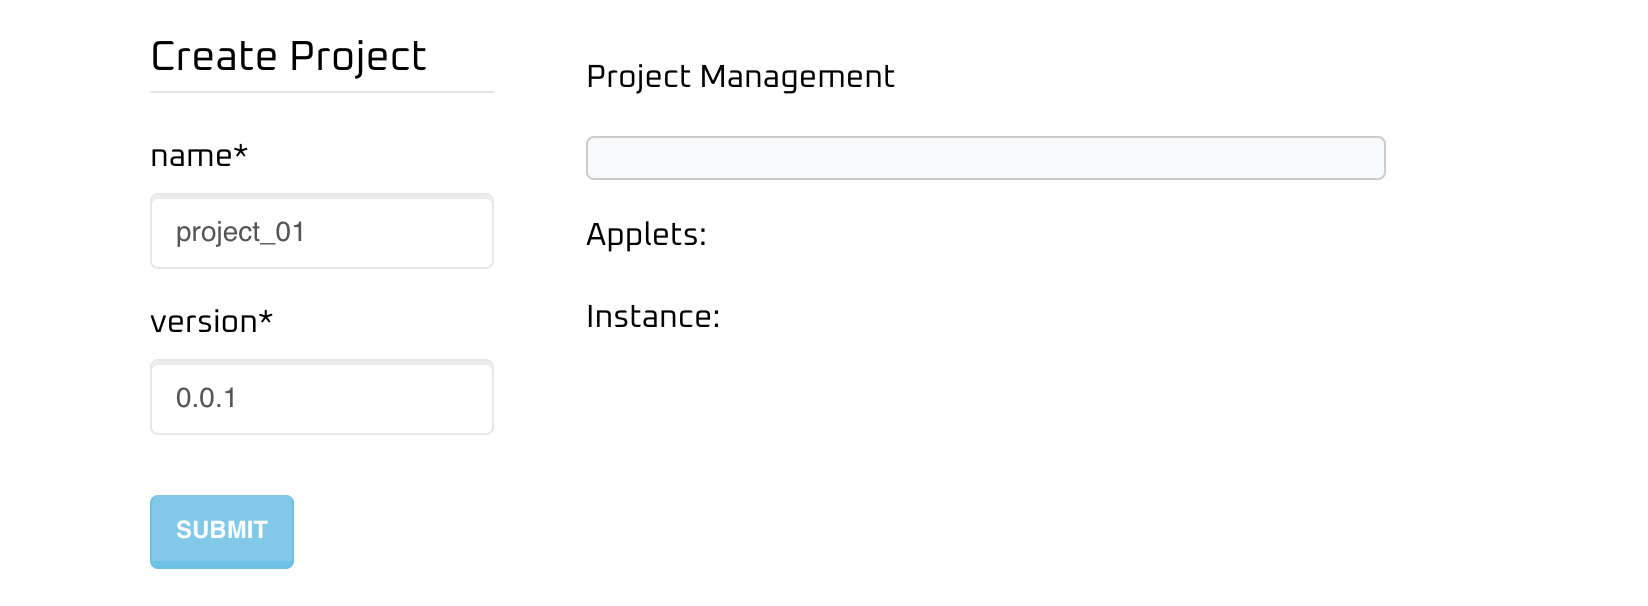 Create Project
name*
project_01
version*
0.0.1
SUBMIT
Project Management
Applets:
Instance: